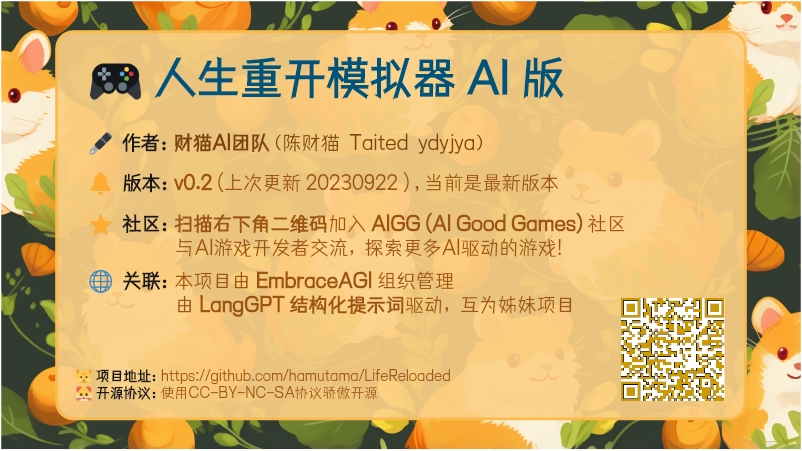 人生重开模拟器 AI 版
作者: 财猫AI团队 (陈财猫 Taited ydyjya)
版本: v0.2 (上次更新 20230922 ) , 当前是最新版本
社区: 扫描右下角二维码加入 AIGG (AI Good Games) 社区
与AI游戏开发者交流, 探索更多AI驱动的游戏!
关联: 本项目由 EmbraceAGI 组织管理
由 LangGPT 结构化提示词驱动, 互为姊妹项目
项目地址: https://github.com/hamutama/LifeReloaded
开源协议: 使用CC-BY-NC-SA协议骄傲开源